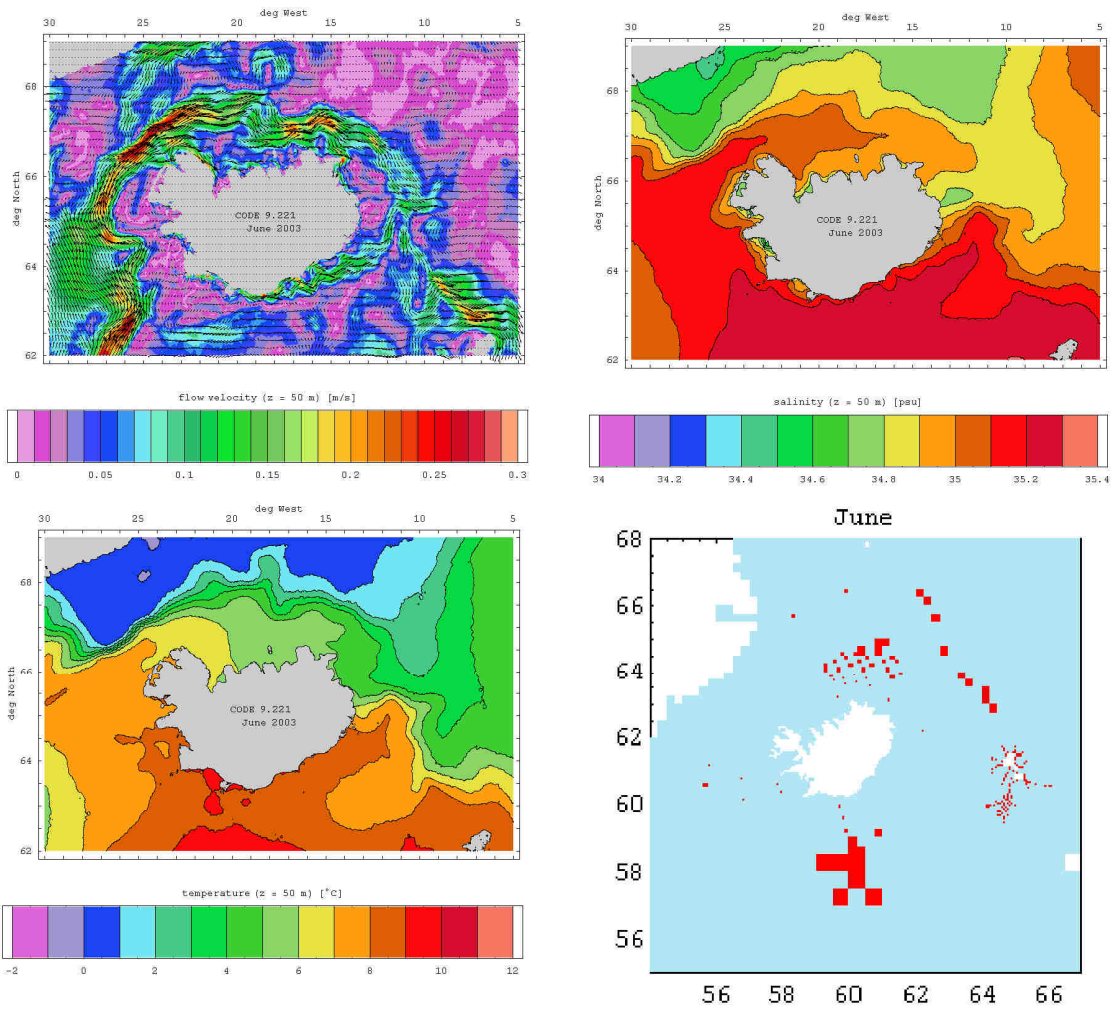 deg West
30 25 20 15 10 5
68
66
64
62
deg North
CODE 9.221
June 2003
flow velocity (z = 50 m) [m/s]
0 0.05 0.1 0.15 0.2 0.25 0.3
deg West
30 25 20 15 10 5
68
66
64
62
deg North
CODE 9.221
June 2003
salinity (z = 50 m) [psu]
34 34.2 34.4 34.6 34.8 35 35.2 35.4
deg West
30 25 20 15 10 5
68
66
64
62
deg North
CODE 9.221
June 2003
temperature (z = 50 m) [°C]
-2 0 2 4 6 8 10 12
June
68
66
64
62
60
58
56
56 58 60 62 64 66